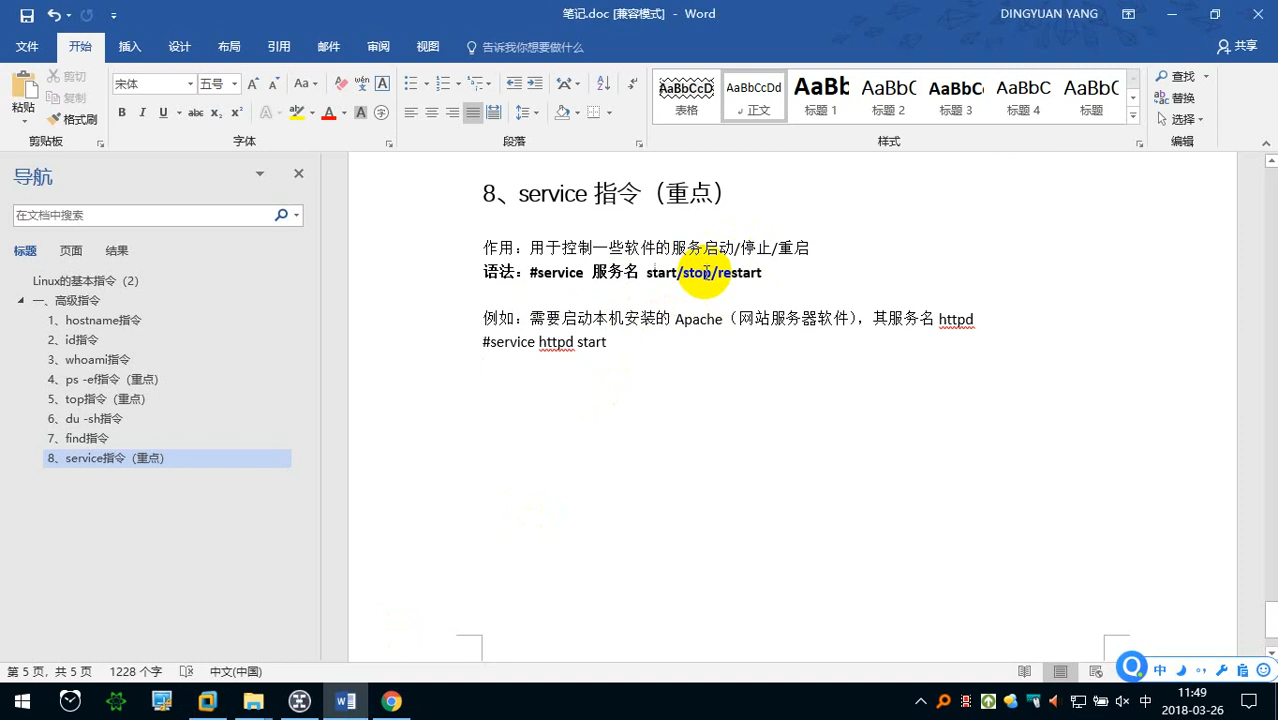 笔记.doc [兼容模式] - Word
DINGYUAN YANG
文件 开始 插入 设计 布局 引用 邮件 审阅 视图 告诉我你想要做什么 共享
粘贴 剪切 复制 格式刷
宋体 五号
AaBbCcD AaBbCcDd AaBb AaBbC AaBbC AaBbC AaBbC
表格 正文 标题 1 标题 2 标题 3 标题 4 标题
查找 替换 选择
剪贴板 字体 段落 样式 编辑
导航
在文档中搜索
标题 页面 结果
Linux的基本指令（2）
一、高级指令
1、hostname指令
2、id指令
3、whoami指令
4、ps -ef指令（重点）
5、top指令（重点）
6、du -sh指令
7、find指令
8、service指令（重点）
8、service 指令（重点）
作用：用于控制一些软件的服务启动/停止/重启
语法：#service 服务名 start/stop/restart
例如：需要启动本机安装的 Apache（网站服务器软件），其服务名 httpd
#service httpd start
第 5 页，共 5 页 1228 个字 中文(中国)
中
中 11:49
2018-03-26